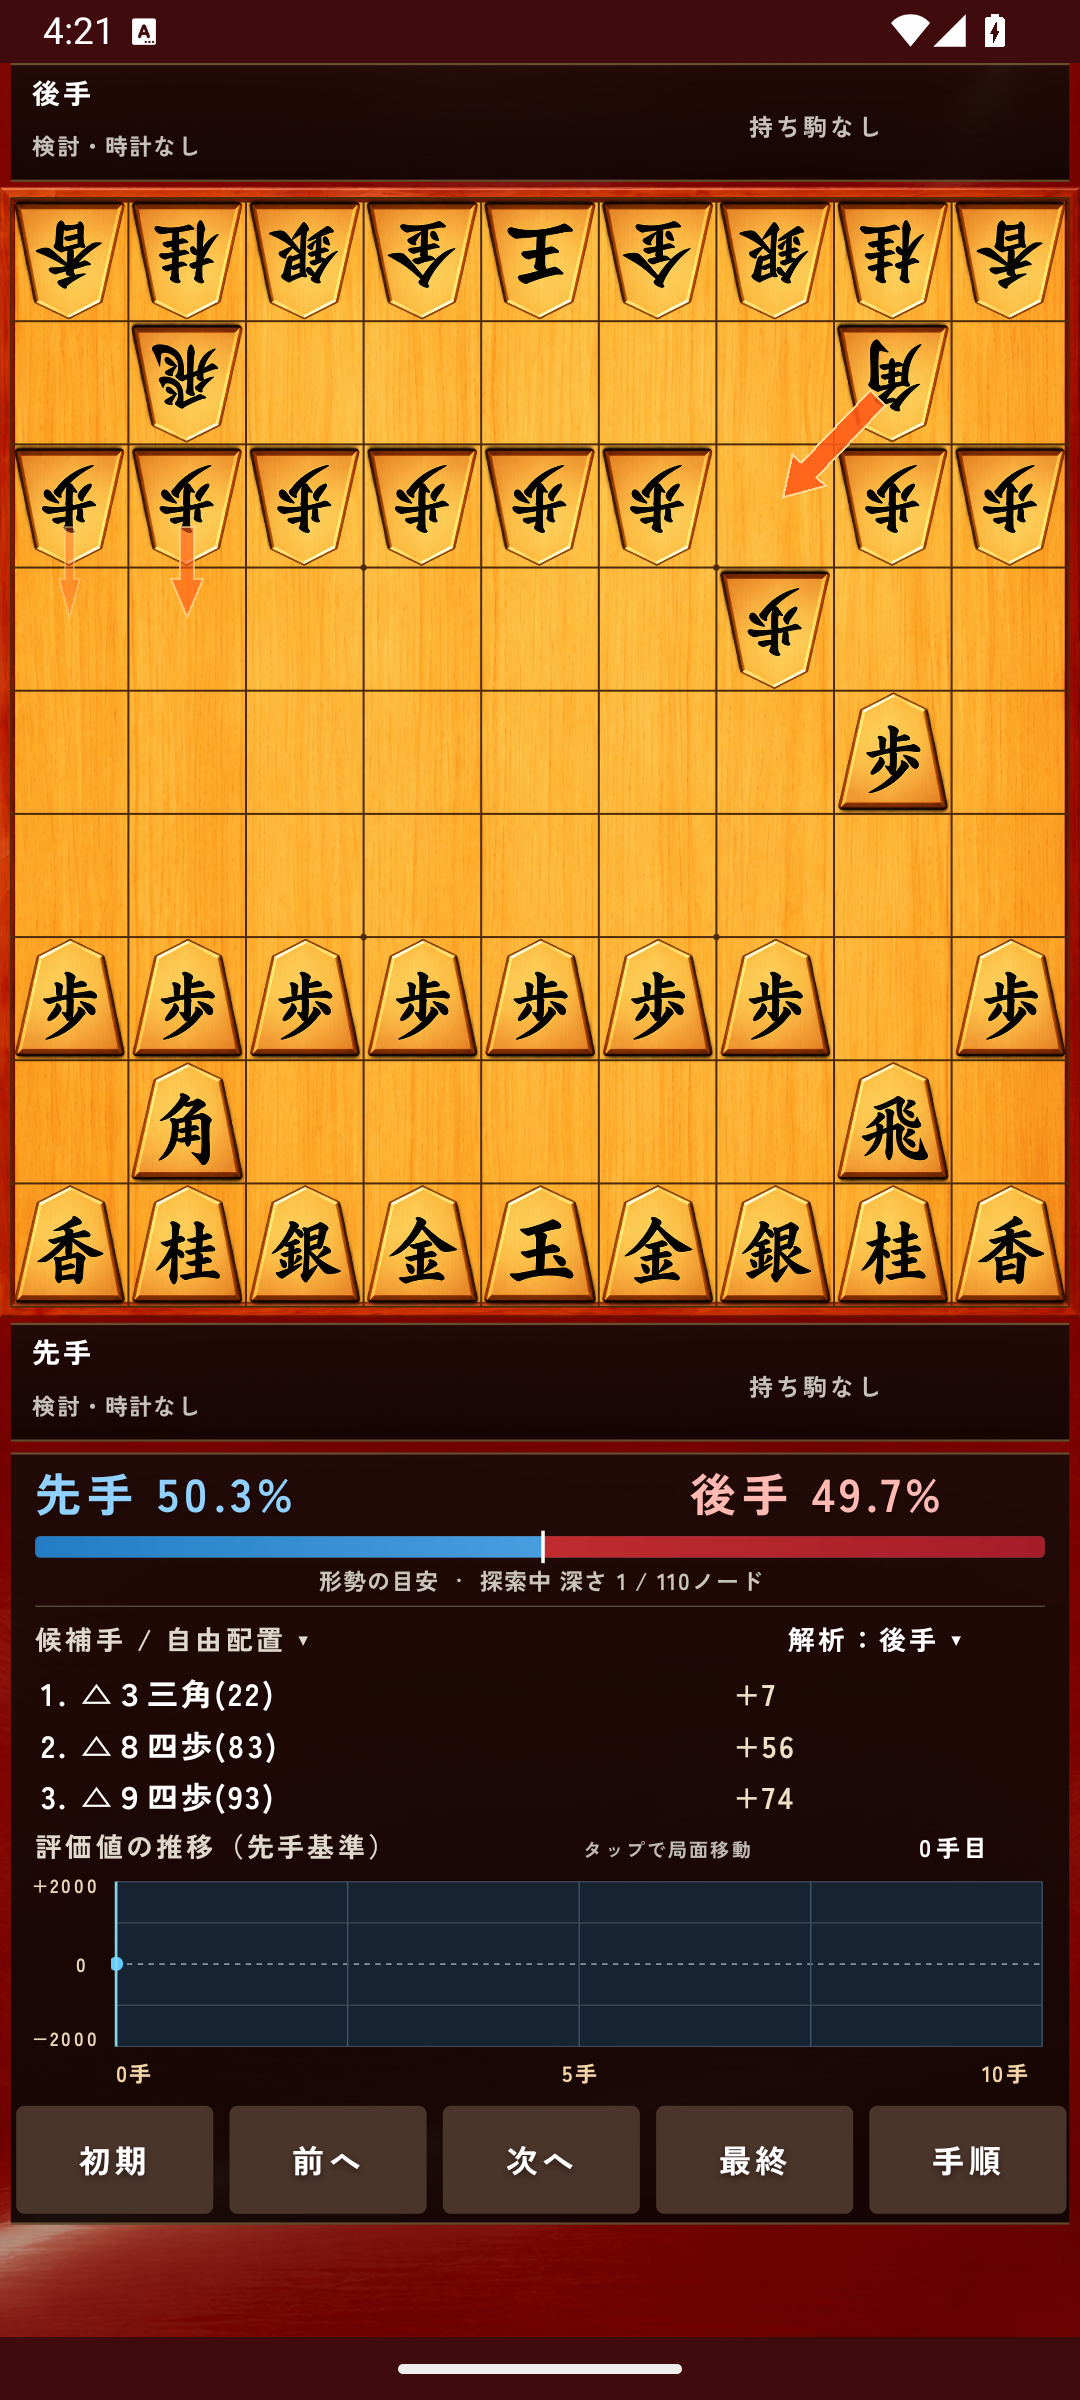 4:21 A
後手
検討・時計なし
持ち駒なし
香 桂 銀 金 王 金 銀 桂 香
飛 角
歩 歩 歩 歩 歩 歩 歩 歩
歩
歩
歩 歩 歩 歩 歩 歩 歩 歩
角 飛
香 桂 銀 金 玉 金 銀 桂 香
先手
検討・時計なし
持ち駒なし
先手 50.3% 後手 49.7%
形勢の目安 · 探索中 深さ 1 / 110ノード
候補手 / 自由配置 ▾ 解析：後手 ▾
1. △３三角(22) +7
2. △８四歩(83) +56
3. △９四歩(93) +74
評価値の推移（先手基準） タップで局面移動 0手目
+2000
0
−2000
0手 5手 10手
初期 前へ 次へ 最終 手順